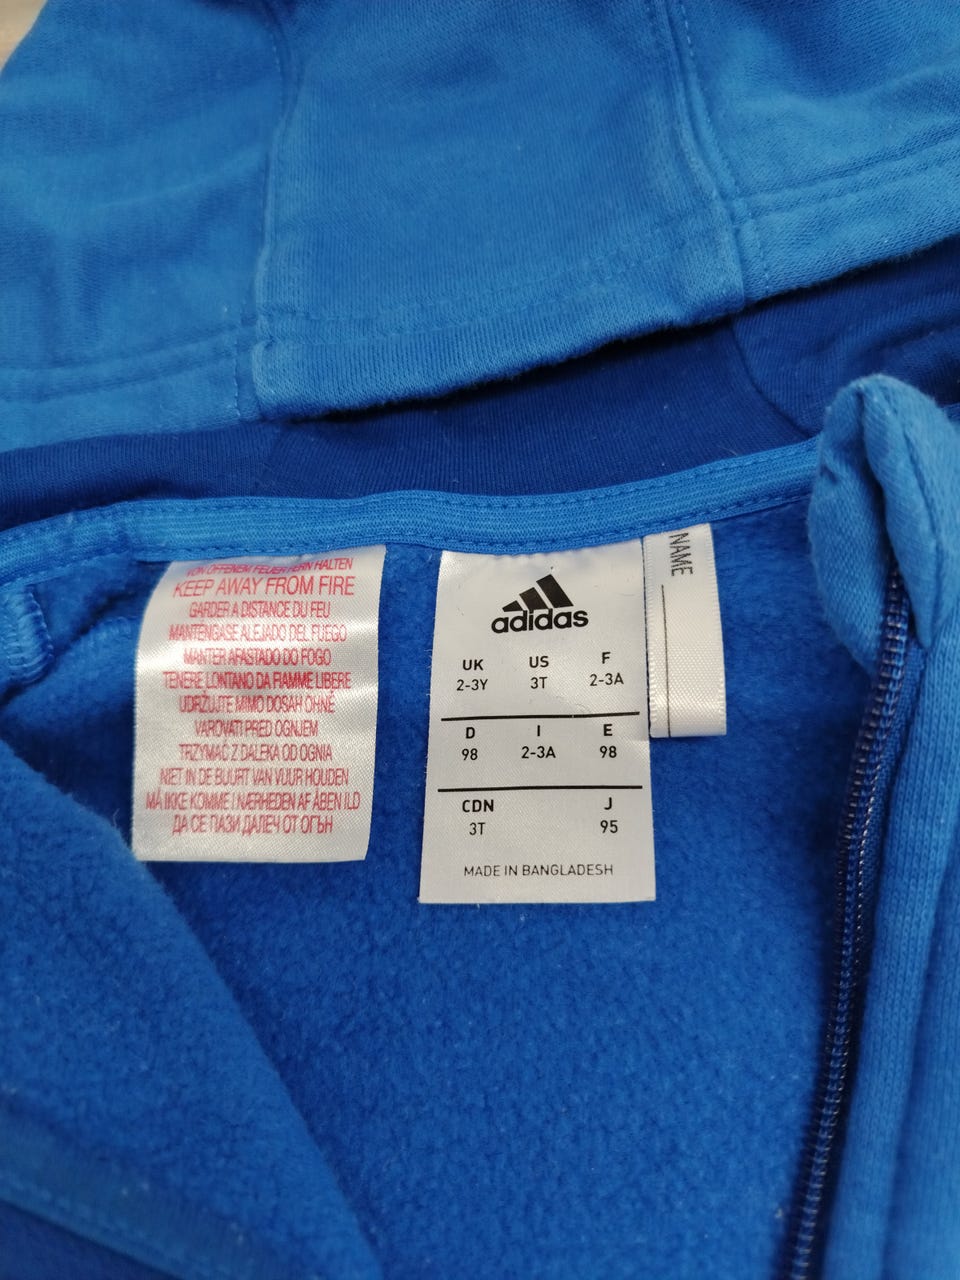 VON OFFENEM FEUER FERN HALTEN
KEEP AWAY FROM FIRE
GARDER A DISTANCE DU FEU
MANTENGASE ALEJADO DEL FUEGO
MANTER AFASTADO DO FOGO
TENERE LONTANO DA FIAMME LIBERE
UDRŽUJTE MIMO DOSAH OHNĚ
VAROVATI PRED OGNJEM
TRZYMAĆ Z DALEKA OD OGNIA
NIET IN DE BUURT VAN VUUR HOUDEN
MÅ IKKE KOMME I NÆRHEDEN AF ÅBEN ILD
ДА СЕ ПАЗИ ДАЛЕЧ ОТ ОГЪН
adidas
UK US F
2-3Y 3T 2-3A
D I E
98 2-3A 98
CDN J
3T 95
MADE IN BANGLADESH
NAME